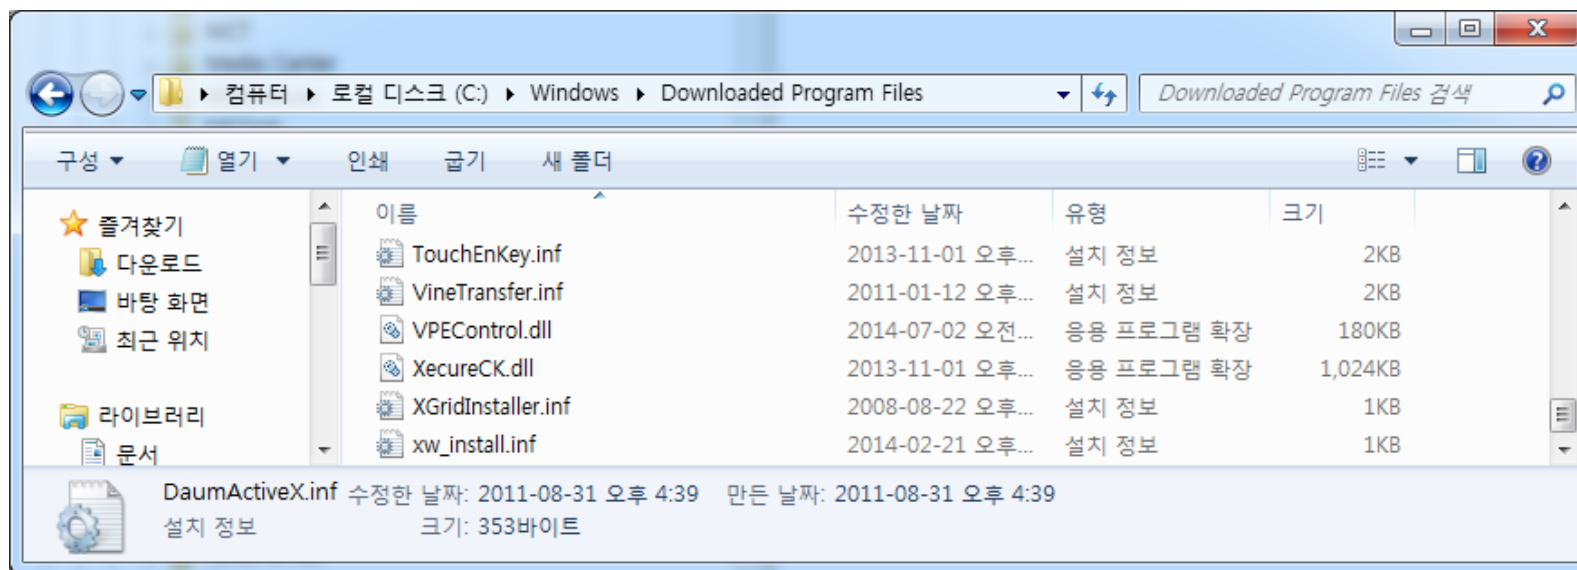 컴퓨터 로컬 디스크 (C:) Windows Downloaded Program Files Downloaded Program Files 검색
구성 열기 인쇄 굽기 새 폴더
즐겨찾기
다운로드
바탕 화면
최근 위치
라이브러리
문서
이름 수정한 날짜 유형 크기
TouchEnKey.inf 2013-11-01 오후... 설치 정보 2KB
VineTransfer.inf 2011-01-12 오후... 설치 정보 2KB
VPEControl.dll 2014-07-02 오전... 응용 프로그램 확장 180KB
XecureCK.dll 2013-11-01 오후... 응용 프로그램 확장 1,024KB
XGridInstaller.inf 2008-08-22 오후... 설치 정보 1KB
xw_install.inf 2014-02-21 오후... 설치 정보 1KB
DaumActiveX.inf 수정한 날짜: 2011-08-31 오후 4:39 만든 날짜: 2011-08-31 오후 4:39
설치 정보 크기: 353바이트